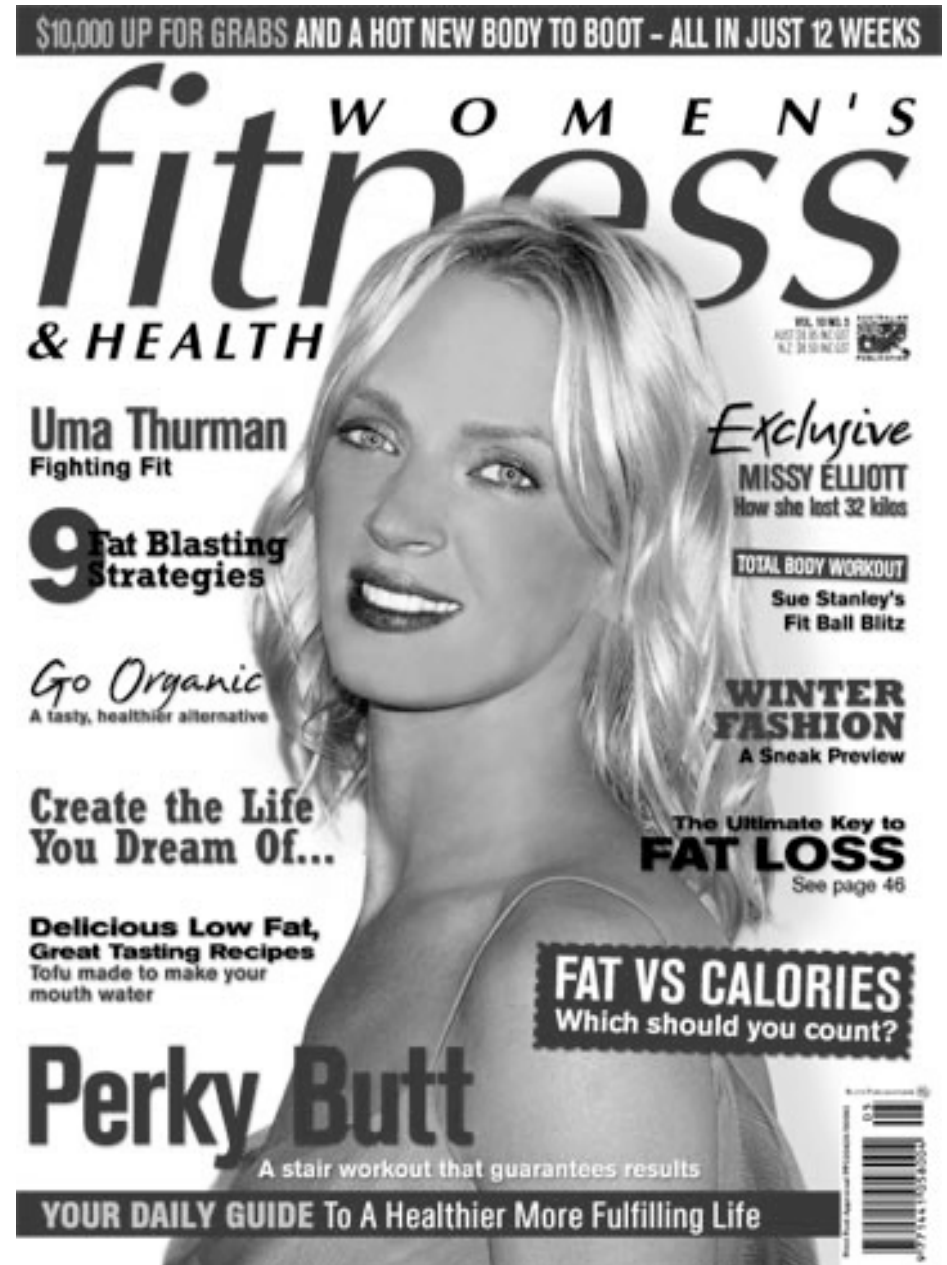 $10,000 UP FOR GRABS AND A HOT NEW BODY TO BOOT – ALL IN JUST 12 WEEKS
WOMEN'S
fitness
& HEALTH
VOL. 10 NO. 5
Uma Thurman
Fighting Fit
9 Fat Blasting
Strategies
Go Organic
A tasty, healthier alternative
Create the Life
You Dream Of...
Delicious Low Fat,
Great Tasting Recipes
Tofu made to make your
mouth water
Exclusive
MISSY ELLIOTT
How she lost 32 kilos
TOTAL BODY WORKOUT
Sue Stanley's
Fit Ball Blitz
WINTER
FASHION
A Sneak Preview
The Ultimate Key to
FAT LOSS
See page 46
FAT VS CALORIES
Which should you count?
Perky Butt
A stair workout that guarantees results
YOUR DAILY GUIDE To A Healthier More Fulfilling Life
05